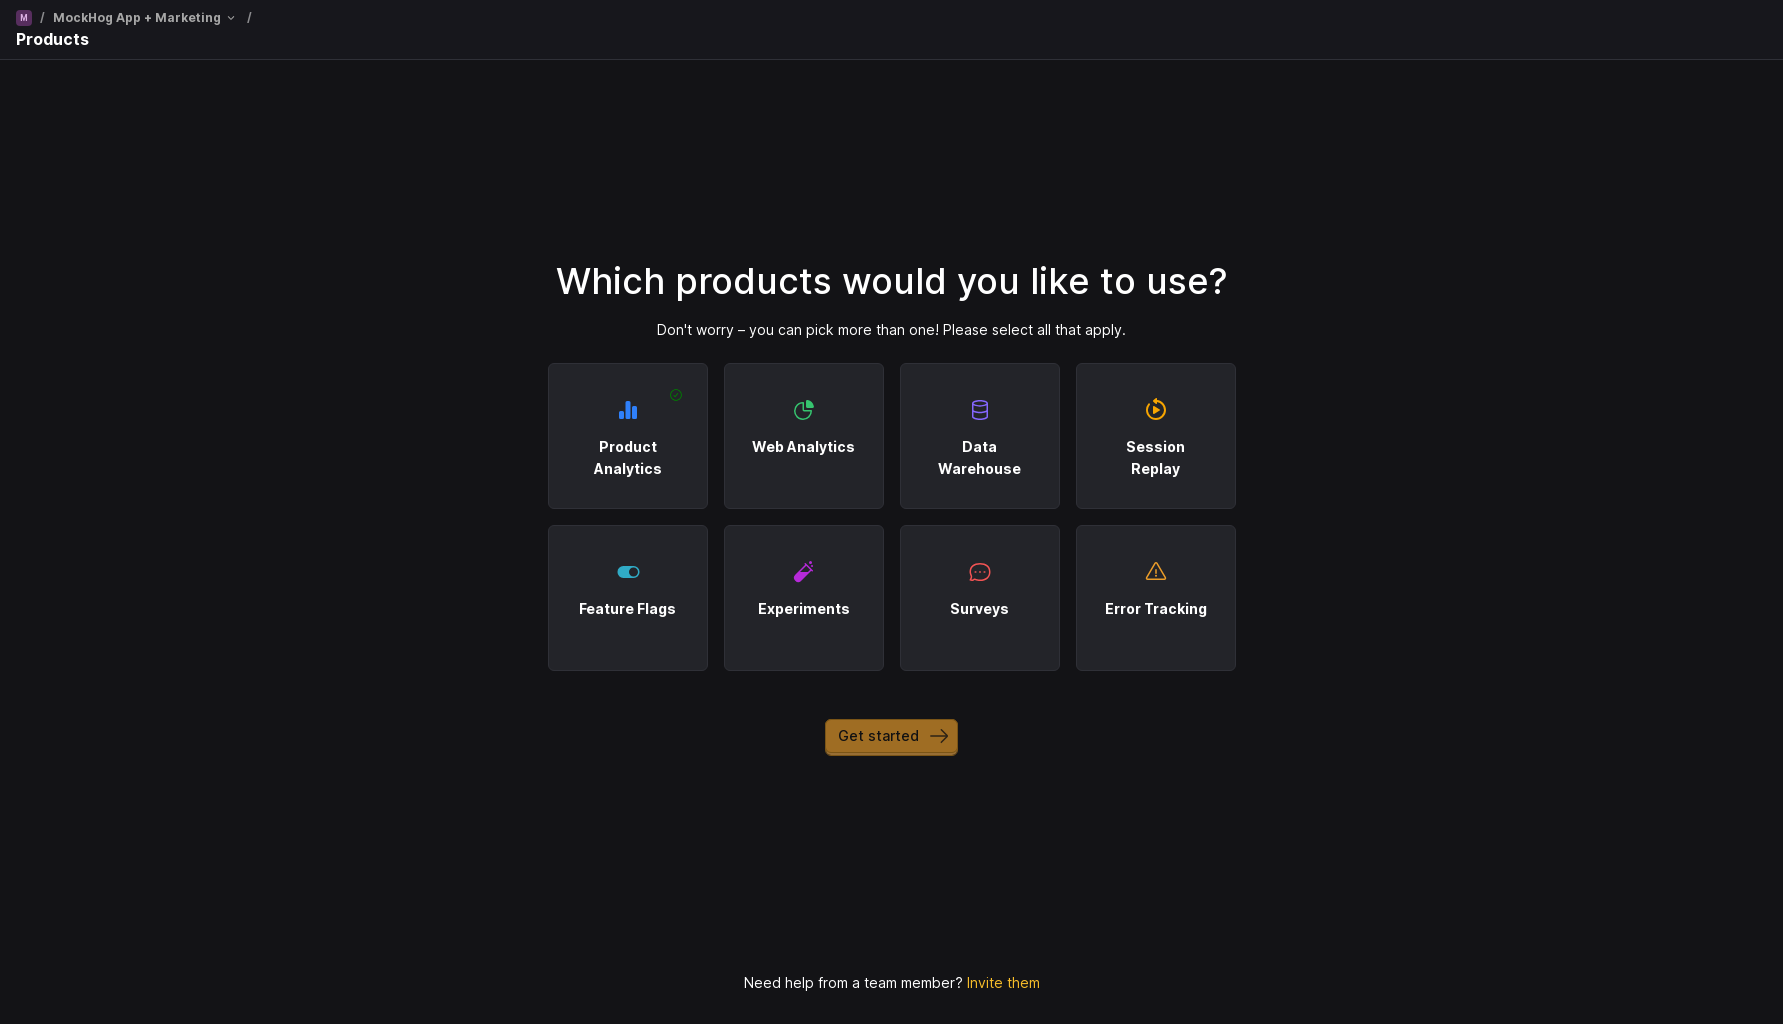 M / MockHog App + Marketing /
Products
Which products would you like to use?
Don't worry – you can pick more than one! Please select all that apply.
Product
Analytics
Web Analytics
Data
Warehouse
Session
Replay
Feature Flags
Experiments
Surveys
Error Tracking
Get started
Need help from a team member? Invite them